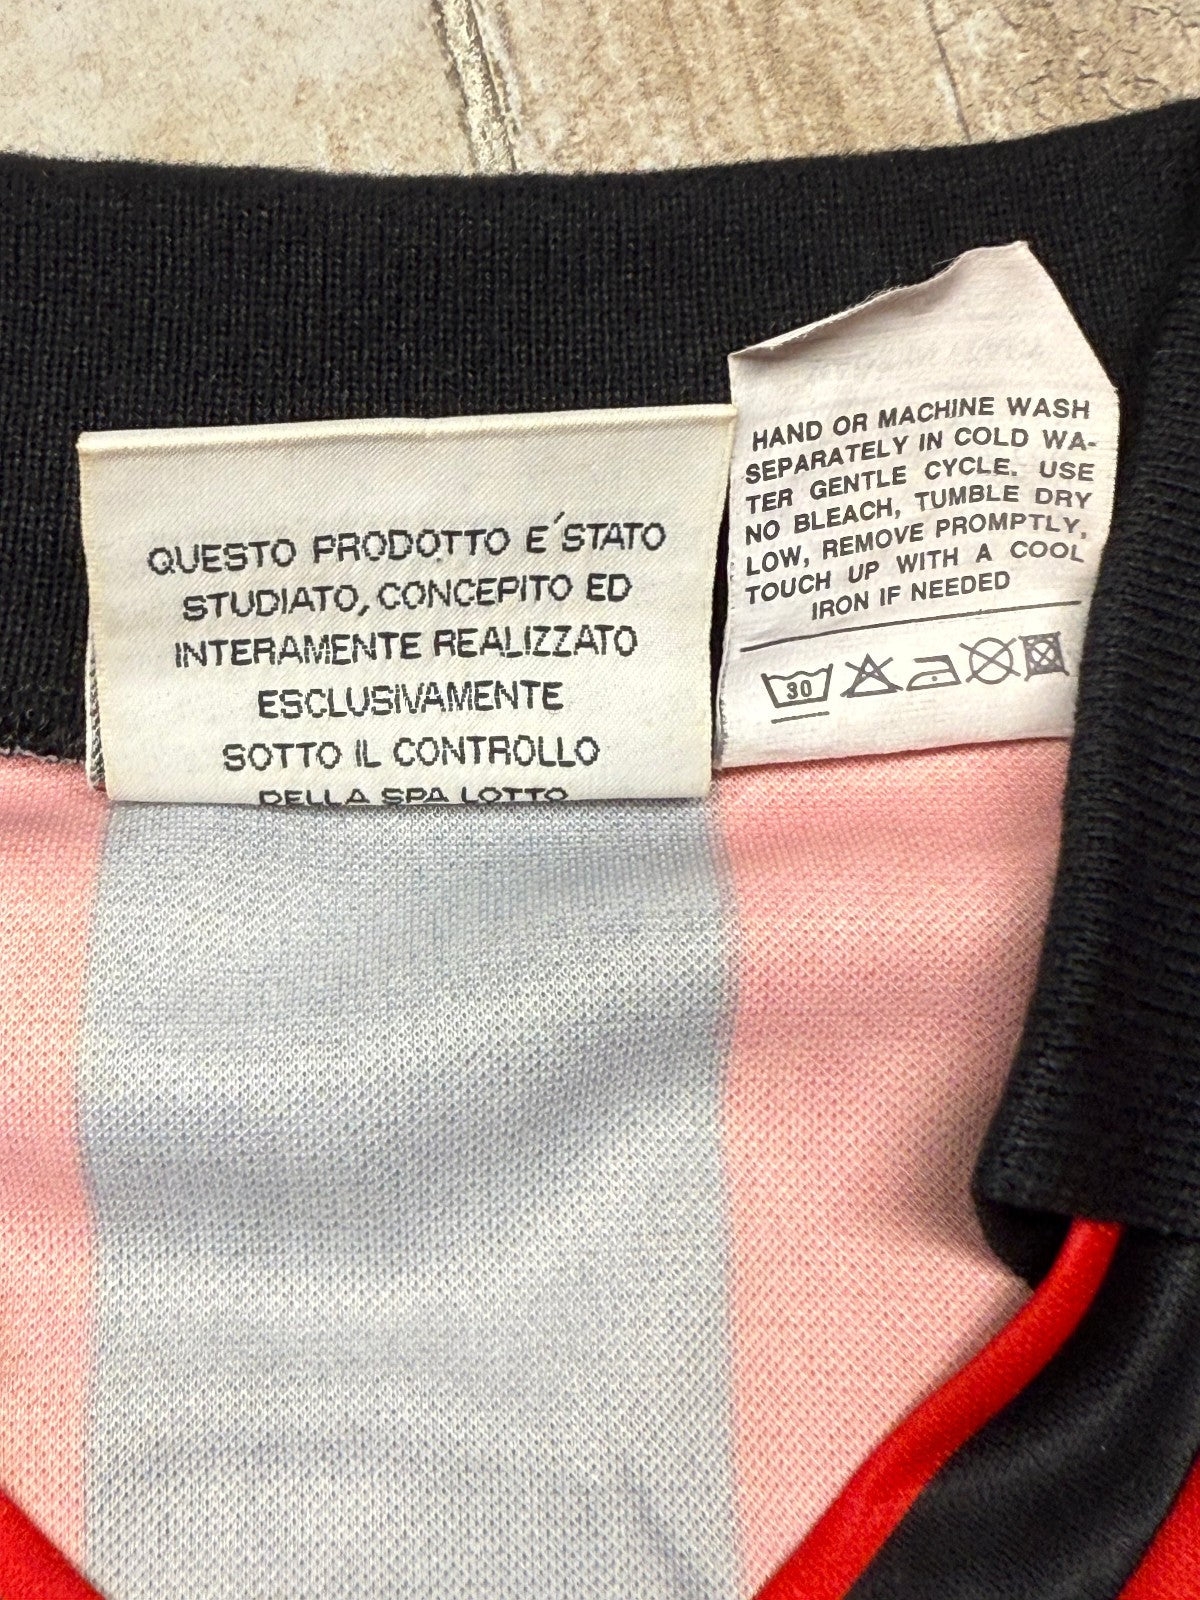 QUESTO PRODOTTO E´STATO
STUDIATO, CONCEPITO ED
INTERAMENTE REALIZZATO
ESCLUSIVAMENTE
SOTTO IL CONTROLLO
DELLA SPA LOTTO
HAND OR MACHINE WASH
SEPARATELY IN COLD WA-
TER GENTLE CYCLE. USE
NO BLEACH, TUMBLE DRY
LOW, REMOVE PROMPTLY,
TOUCH UP WITH A COOL
IRON IF NEEDED
30